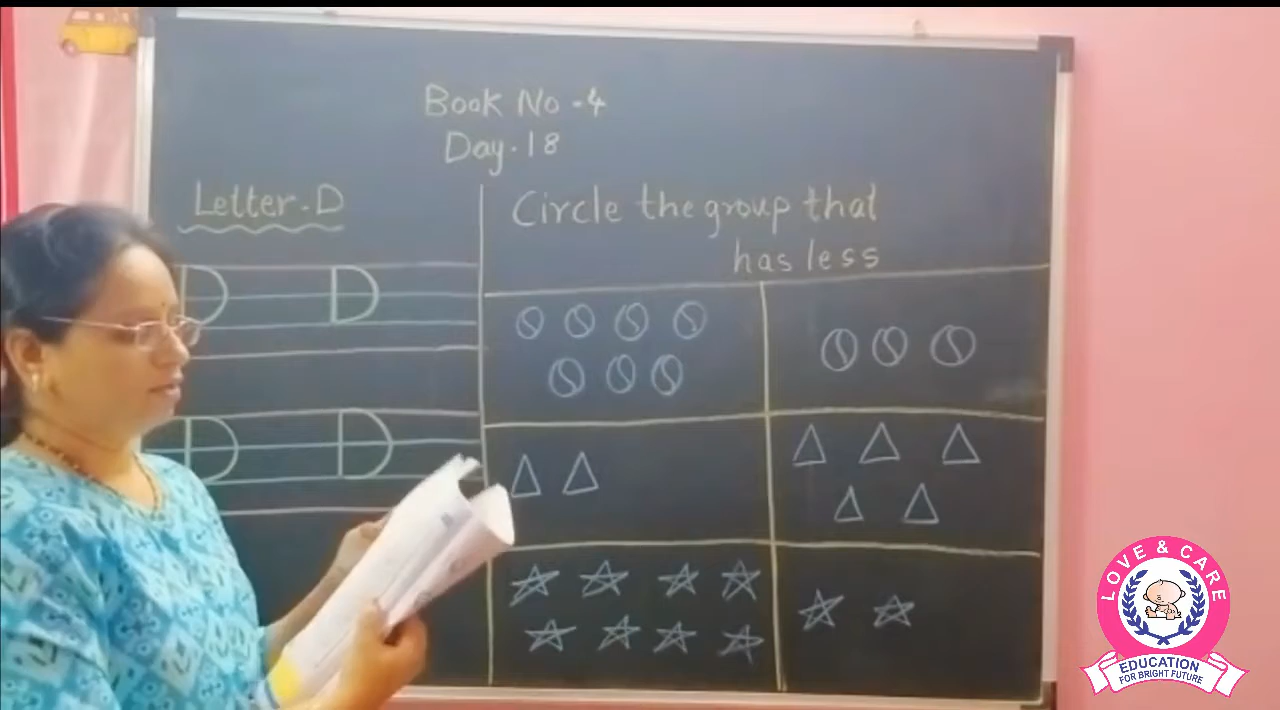 Book No - 4
Day. 18
Letter. D
D D
D D
Circle the group that
has less
LOVE & CARE
EDUCATION
FOR BRIGHT FUTURE